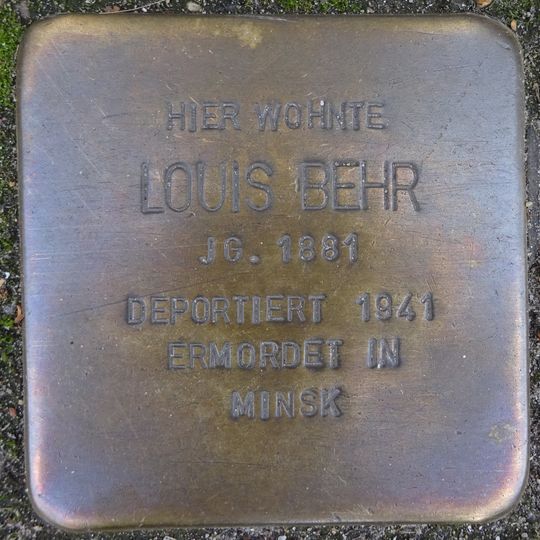 HIER WOHNTE
LOUIS BEHR
JG. 1881
DEPORTIERT 1941
ERMORDET IN
MINSK